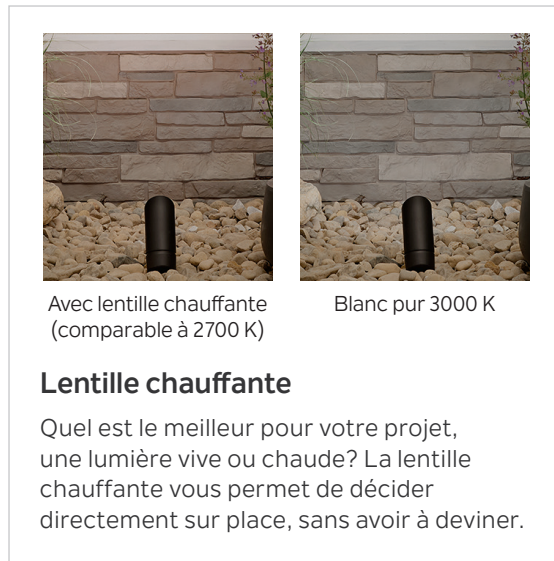 Avec lentille chauffante
(comparable à 2700 K)
Blanc pur 3000 K
Lentille chauffante
Quel est le meilleur pour votre projet,
une lumière vive ou chaude? La lentille
chauffante vous permet de décider
directement sur place, sans avoir à deviner.